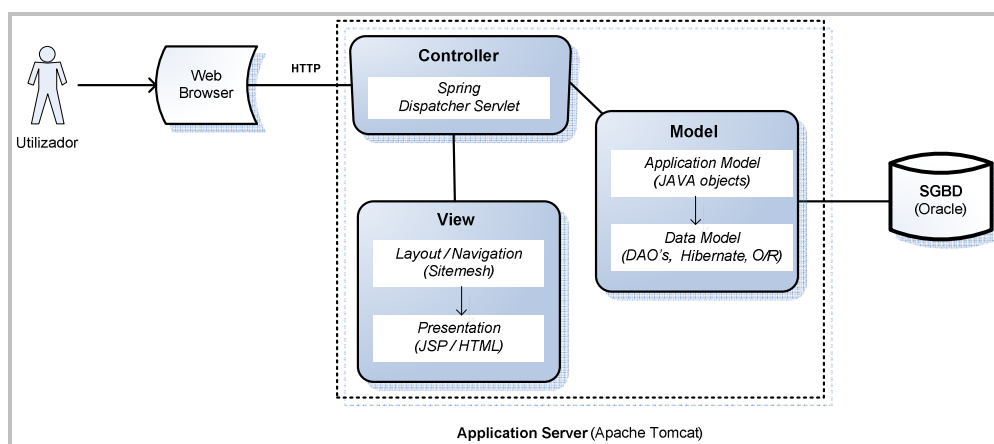 Utilizador
Web
Browser
HTTP
Controller
Spring
Dispatcher Servlet
View
Layout / Navigation
(Sitemesh)
Presentation
(JSP / HTML)
Model
Application Model
(JAVA objects)
Data Model
(DAO's, Hibernate, O/R)
SGBD
(Oracle)
Application Server (Apache Tomcat)